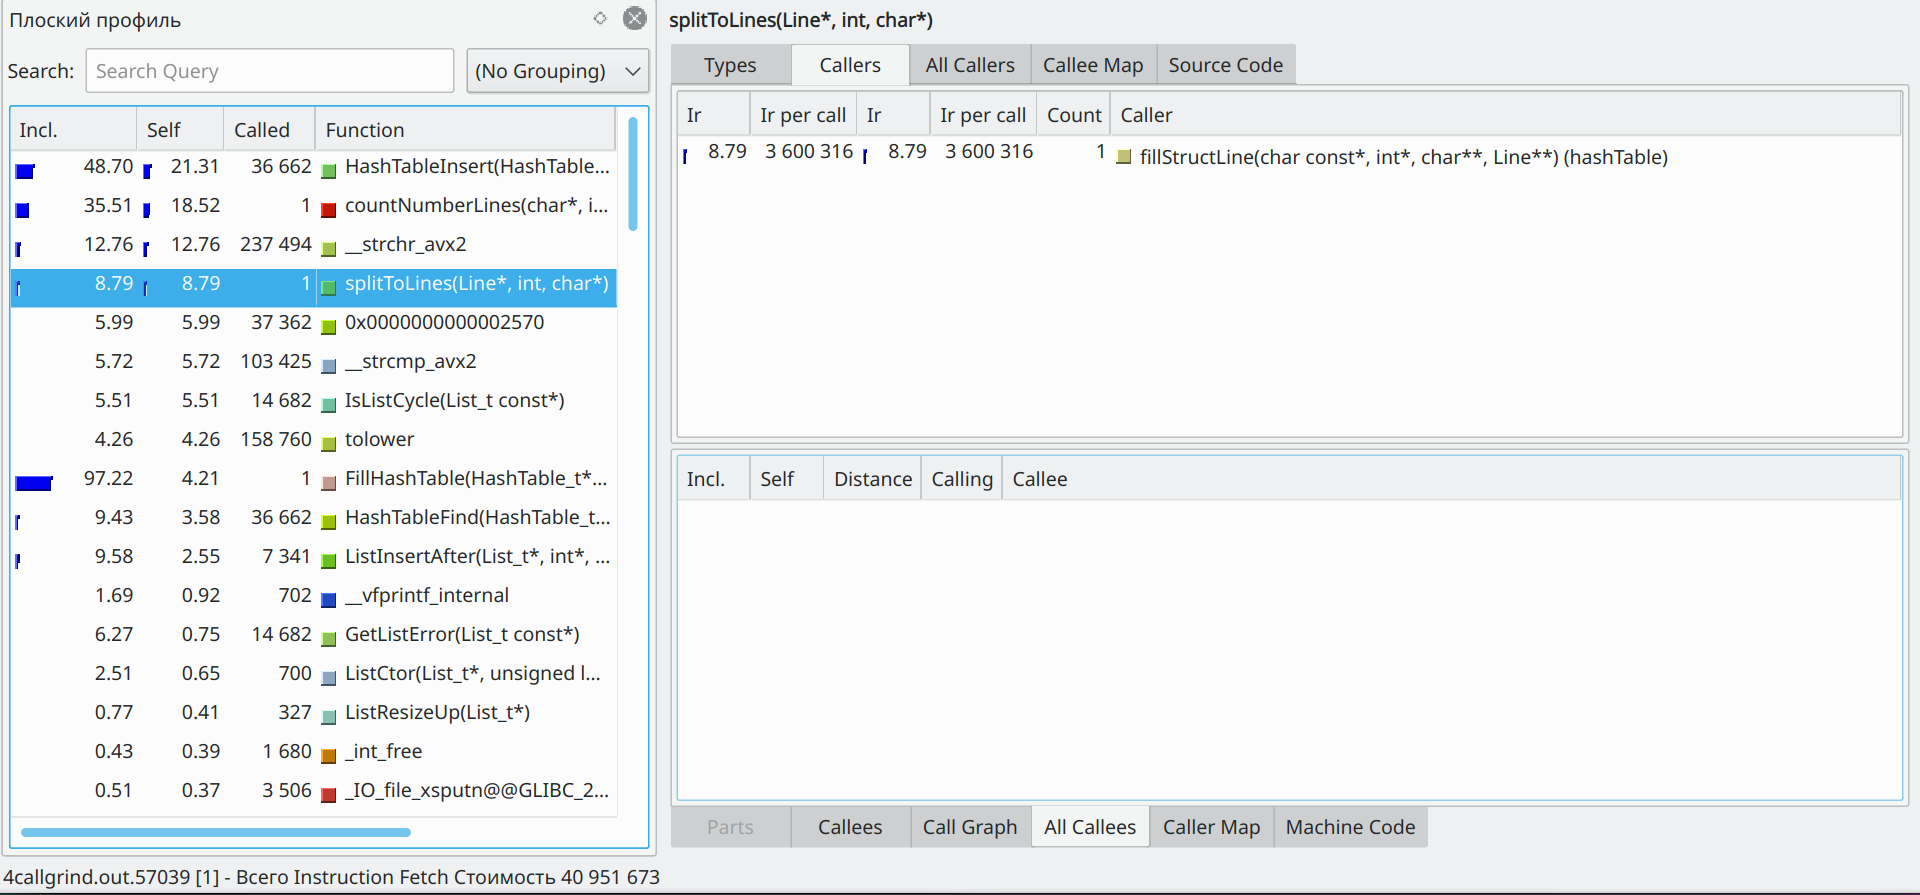 Плоский профиль
Search: Search Query (No Grouping)
Incl. Self Called Function
48.70 21.31 36 662 HashTableInsert(HashTable...
35.51 18.52 1 countNumberLines(char*, i...
12.76 12.76 237 494 __strchr_avx2
8.79 8.79 1 splitToLines(Line*, int, char*)
5.99 5.99 37 362 0x0000000000002570
5.72 5.72 103 425 __strcmp_avx2
5.51 5.51 14 682 IsListCycle(List_t const*)
4.26 4.26 158 760 tolower
97.22 4.21 1 FillHashTable(HashTable_t*...
9.43 3.58 36 662 HashTableFind(HashTable_t...
9.58 2.55 7 341 ListInsertAfter(List_t*, int*, ...
1.69 0.92 702 __vfprintf_internal
6.27 0.75 14 682 GetListError(List_t const*)
2.51 0.65 700 ListCtor(List_t*, unsigned l...
0.77 0.41 327 ListResizeUp(List_t*)
0.43 0.39 1 680 _int_free
0.51 0.37 3 506 _IO_file_xsputn@@GLIBC_2...
splitToLines(Line*, int, char*)
Types Callers All Callers Callee Map Source Code
Ir Ir per call Ir Ir per call Count Caller
8.79 3 600 316 8.79 3 600 316 1 fillStructLine(char const*, int*, char**, Line**) (hashTable)
Incl. Self Distance Calling Callee
Parts Callees Call Graph All Callees Caller Map Machine Code
4callgrind.out.57039 [1] - Всего Instruction Fetch Стоимость 40 951 673